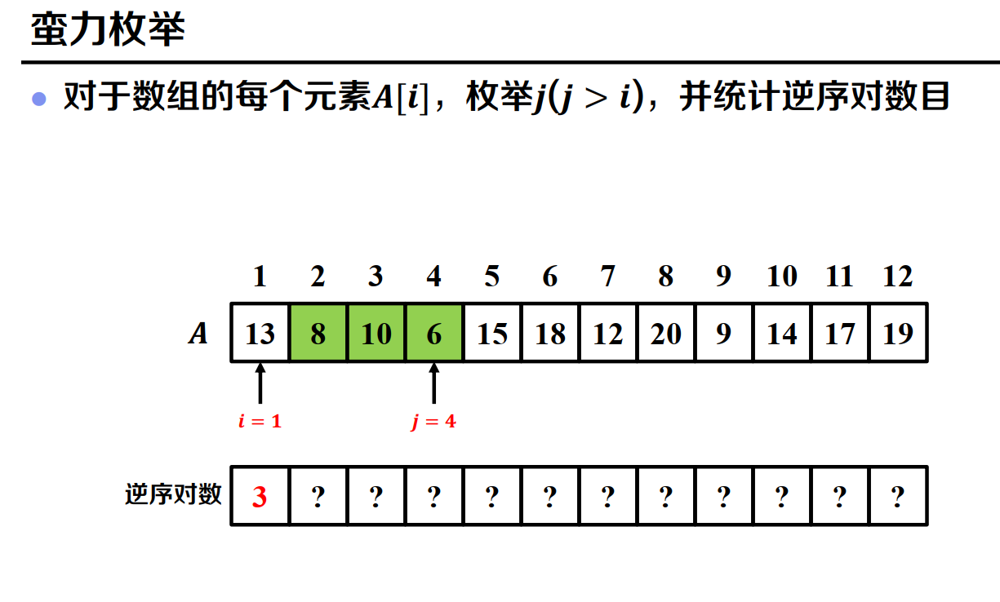 蛮力枚举
对于数组的每个元素A[i]，枚举j(j > i)，并统计逆序对数目
1 2 3 4 5 6 7 8 9 10 11 12
A 13 8 10 6 15 18 12 20 9 14 17 19
i = 1 j = 4
逆序对数 3 ? ? ? ? ? ? ? ? ? ? ?